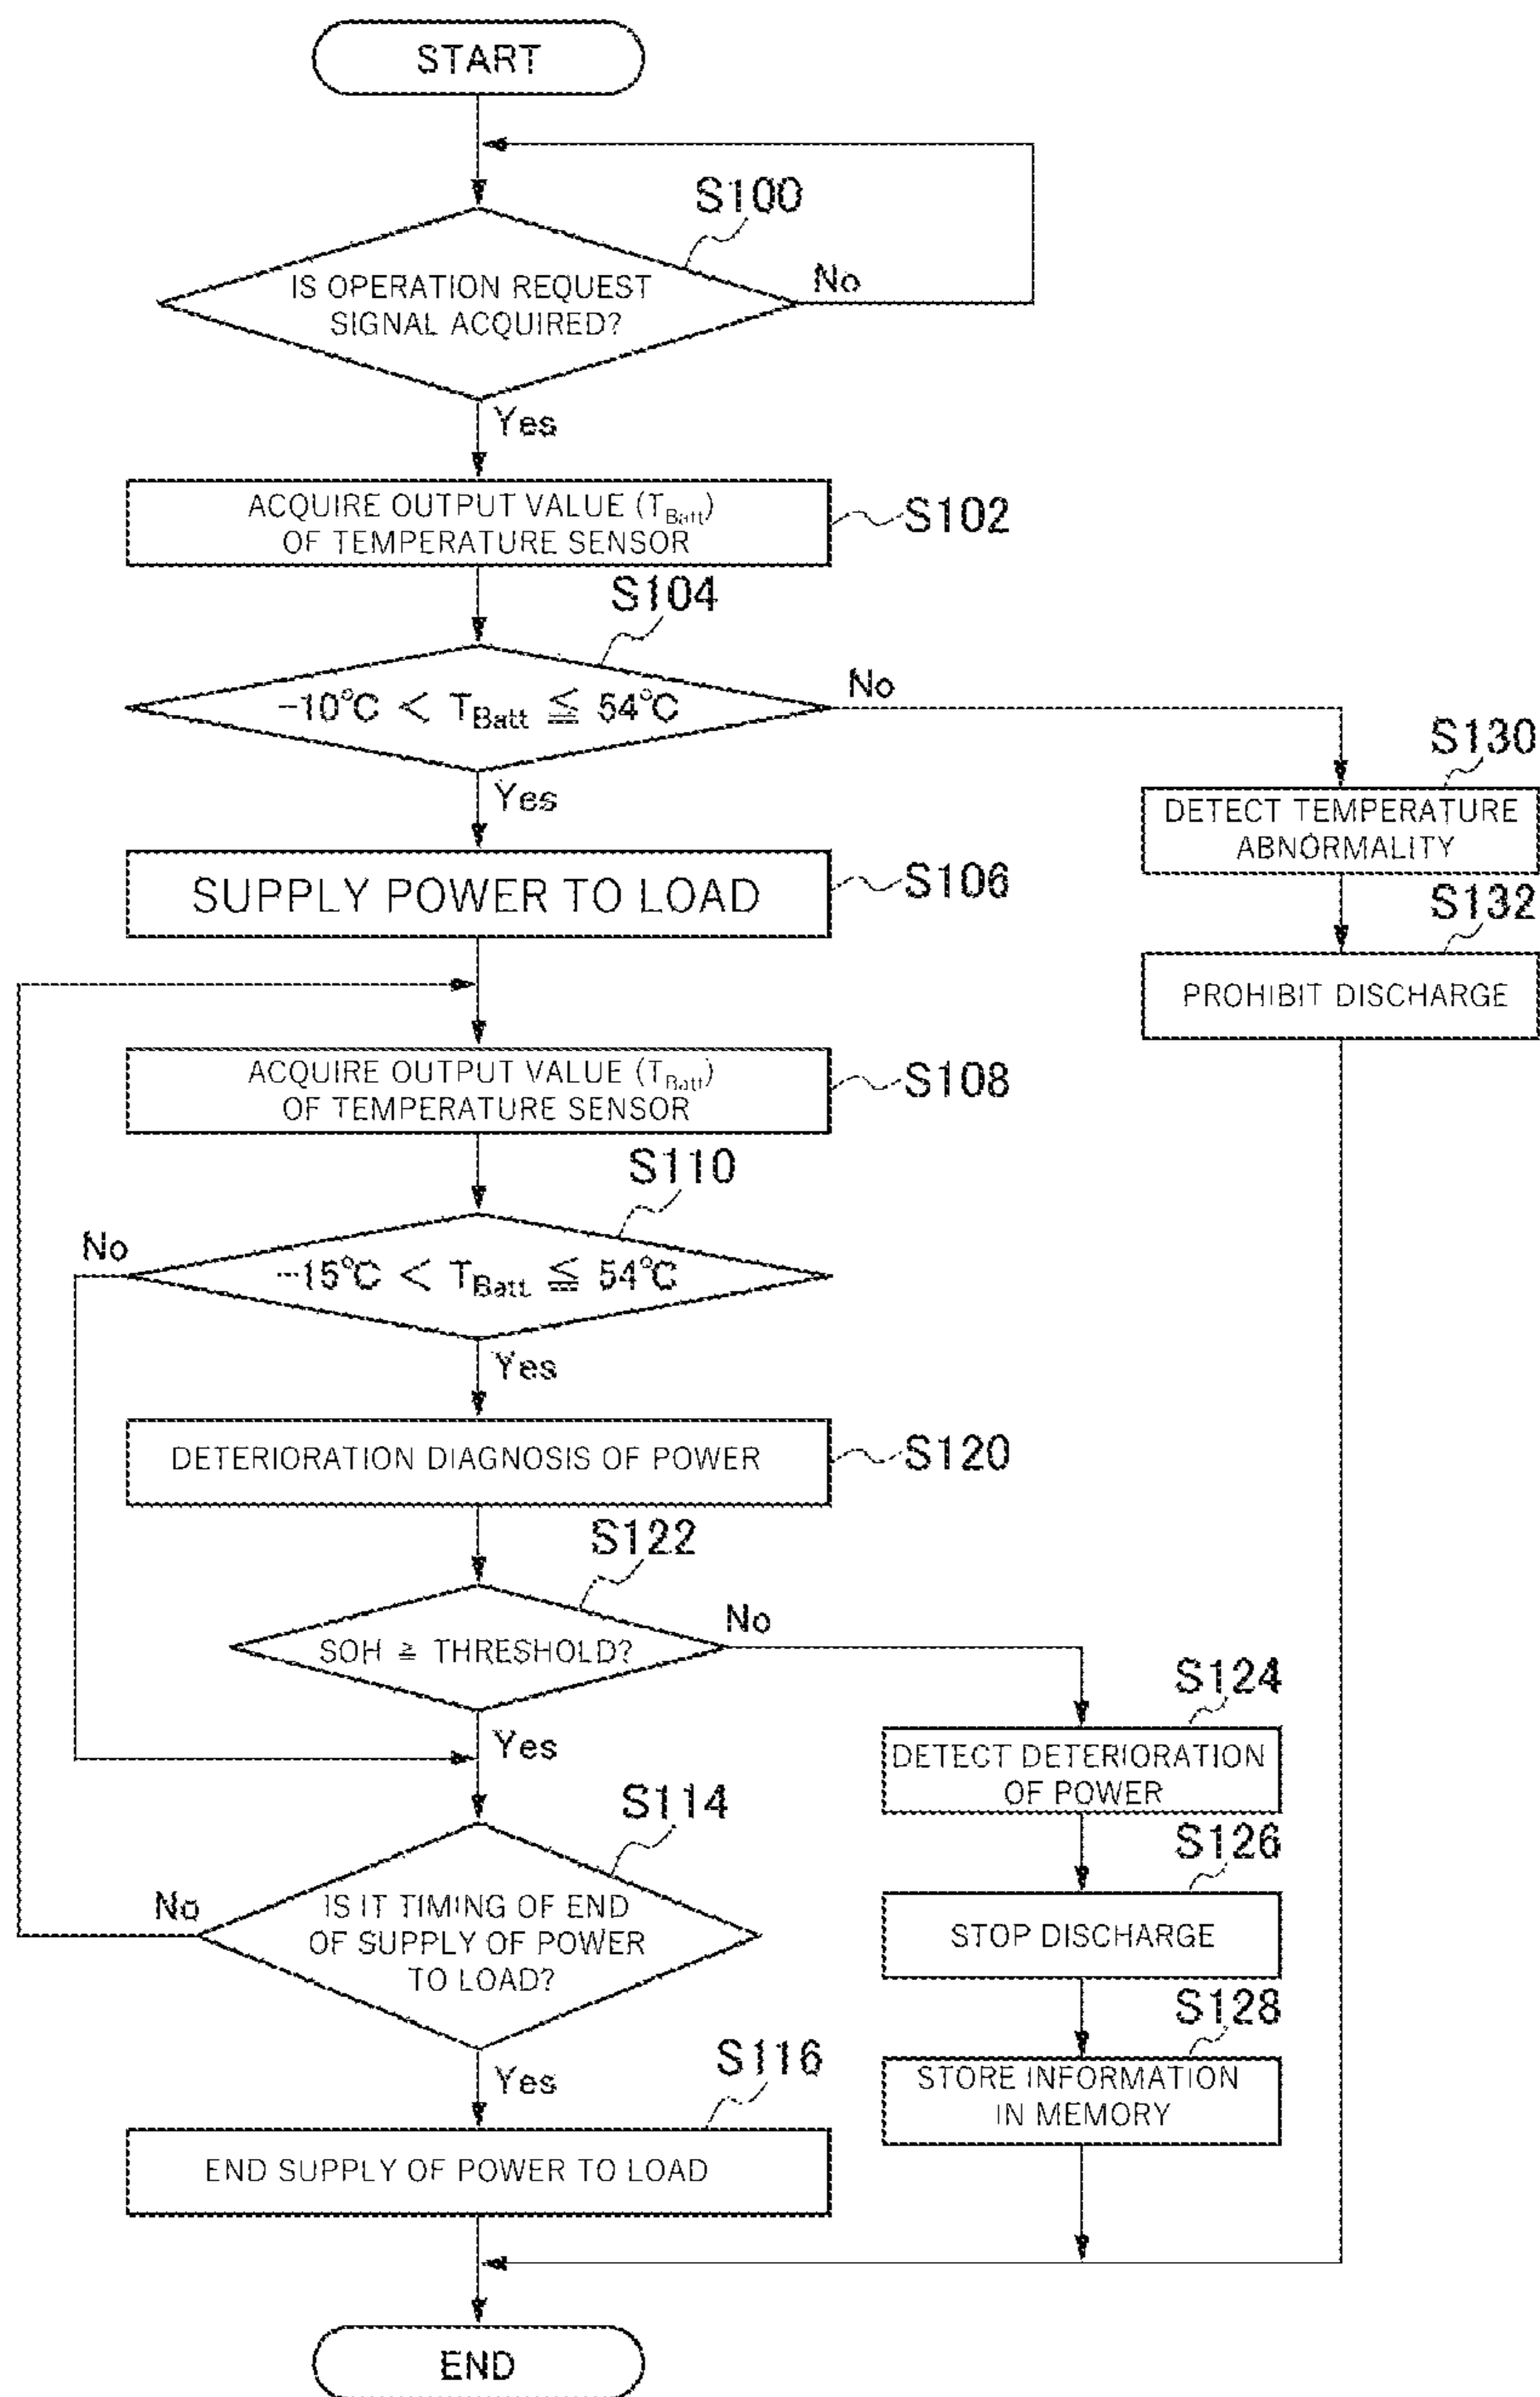 START
S100
IS OPERATION REQUEST
SIGNAL ACQUIRED?
No
Yes
ACQUIRE OUTPUT VALUE (TBatt)
OF TEMPERATURE SENSOR
S102
S104
-10°C < TBatt ≦ 54°C
No
Yes
S130
DETECT TEMPERATURE
ABNORMALITY
SUPPLY POWER TO LOAD
S106
S132
PROHIBIT DISCHARGE
ACQUIRE OUTPUT VALUE (TBatt)
OF TEMPERATURE SENSOR
S108
S110
No
-15°C < TBatt ≦ 54°C
Yes
DETERIORATION DIAGNOSIS OF POWER
S120
S122
SOH ≧ THRESHOLD?
No
Yes
S124
DETECT DETERIORATION
OF POWER
S114
IS IT TIMING OF END
OF SUPPLY OF POWER
TO LOAD?
No
Yes
S126
STOP DISCHARGE
S128
STORE INFORMATION
IN MEMORY
S116
END SUPPLY OF POWER TO LOAD
END